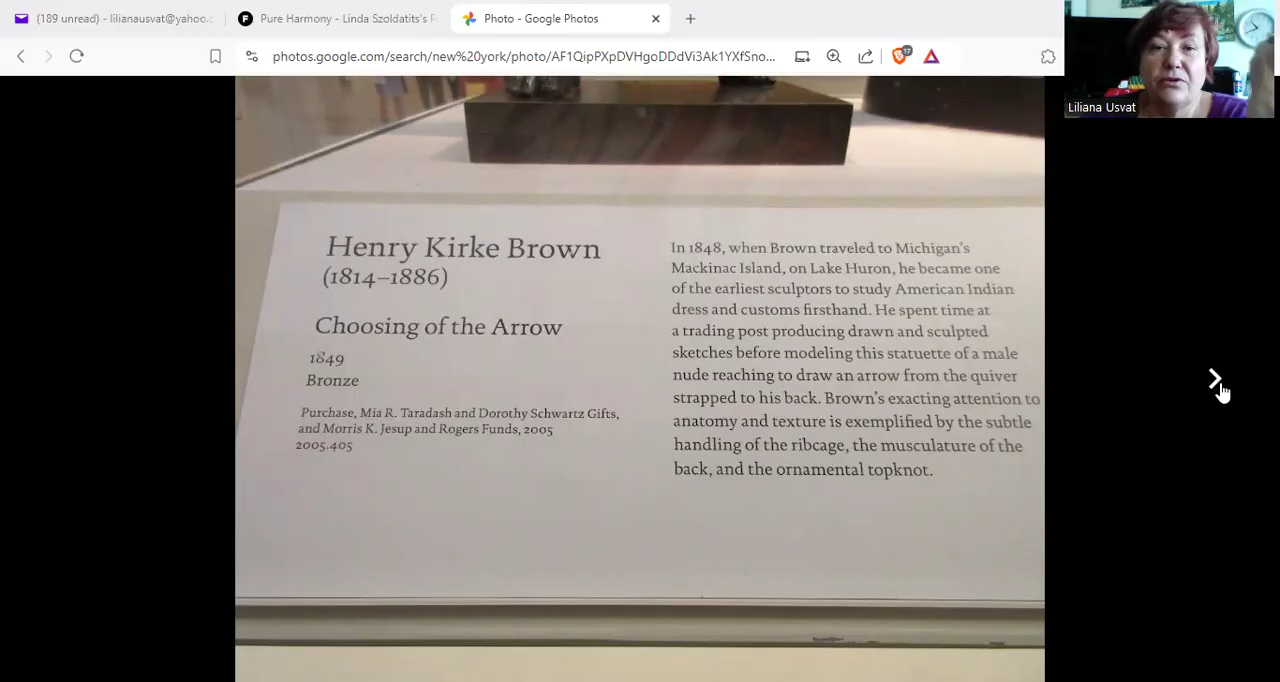 (189 unread) - lilianausvat@yahoo.c
Pure Harmony - Linda Szoldatits's P
Photo - Google Photos
photos.google.com/search/new%20york/photo/AF1QipPXpDVHgoDDdVi3Ak1YXfSno...
17
Liliana Usvat
Henry Kirke Brown
(1814–1886)
Choosing of the Arrow
1849
Bronze
Purchase, Mia R. Taradash and Dorothy Schwartz Gifts,
and Morris K. Jesup and Rogers Funds, 2005
2005.405
In 1848, when Brown traveled to Michigan's
Mackinac Island, on Lake Huron, he became one
of the earliest sculptors to study American Indian
dress and customs firsthand. He spent time at
a trading post producing drawn and sculpted
sketches before modeling this statuette of a male
nude reaching to draw an arrow from the quiver
strapped to his back. Brown's exacting attention to
anatomy and texture is exemplified by the subtle
handling of the ribcage, the musculature of the
back, and the ornamental topknot.